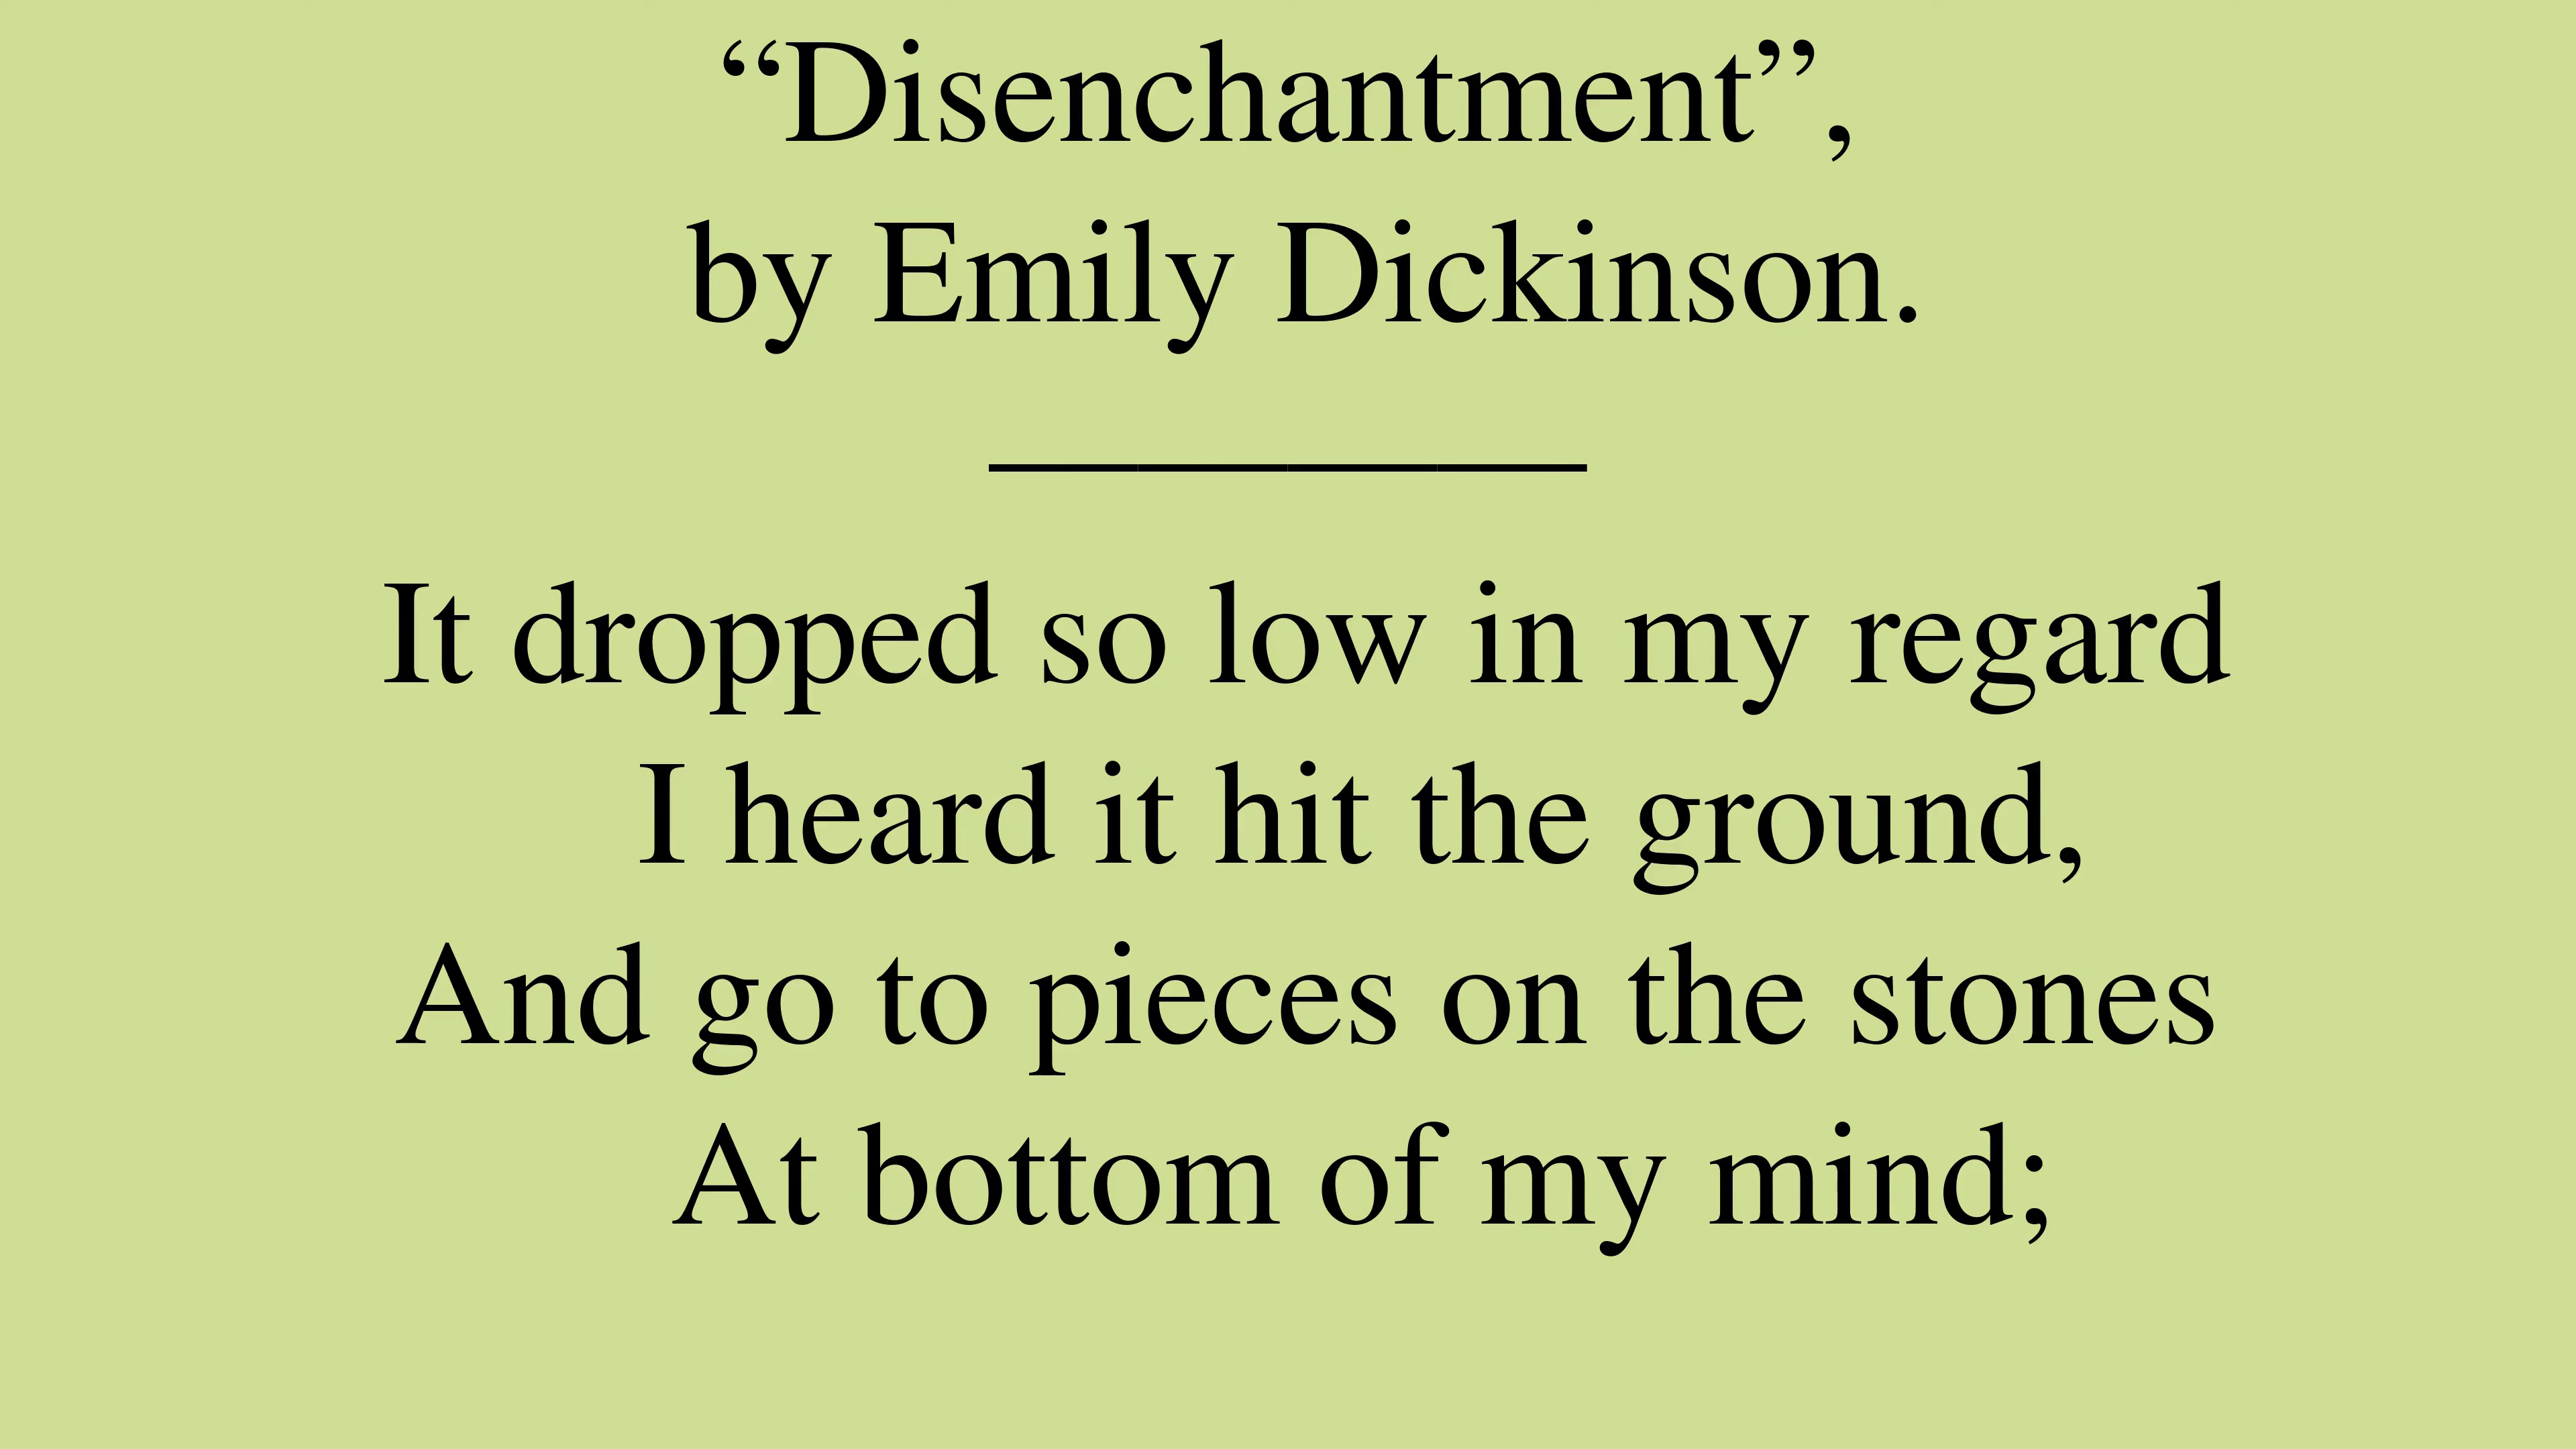 “Disenchantment”,
by Emily Dickinson.
It dropped so low in my regard
I heard it hit the ground,
And go to pieces on the stones
At bottom of my mind;